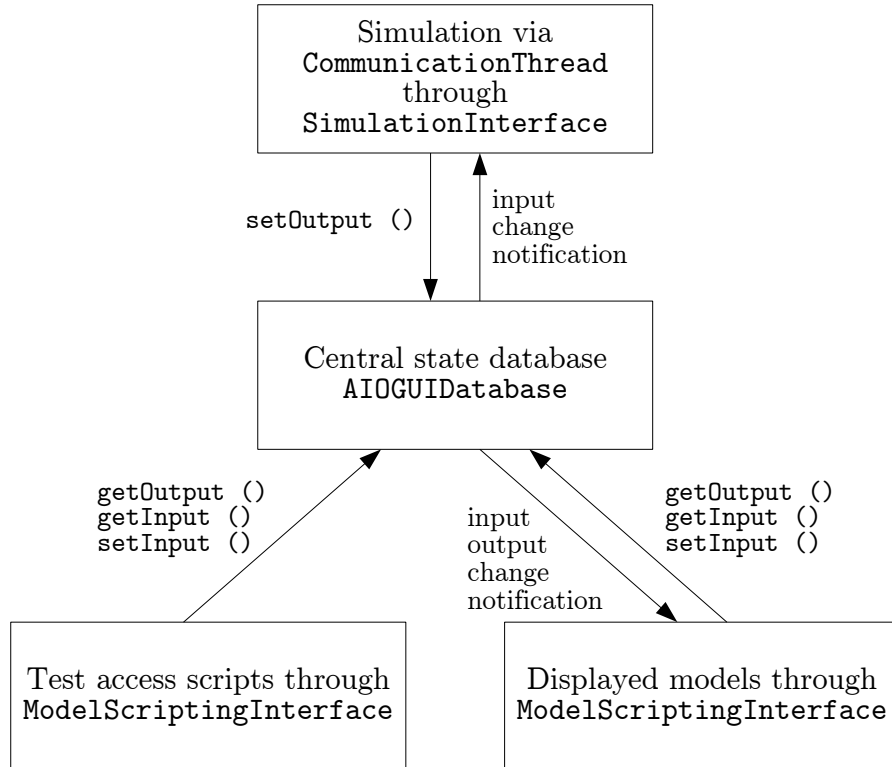 Simulation via
CommunicationThread
through
SimulationInterface
setOutput ()
input
change
notification
Central state database
AIOGUIDatabase
getOutput ()
getInput ()
setInput ()
input
output
change
notification
getOutput ()
getInput ()
setInput ()
Test access scripts through
ModelScriptingInterface
Displayed models through
ModelScriptingInterface